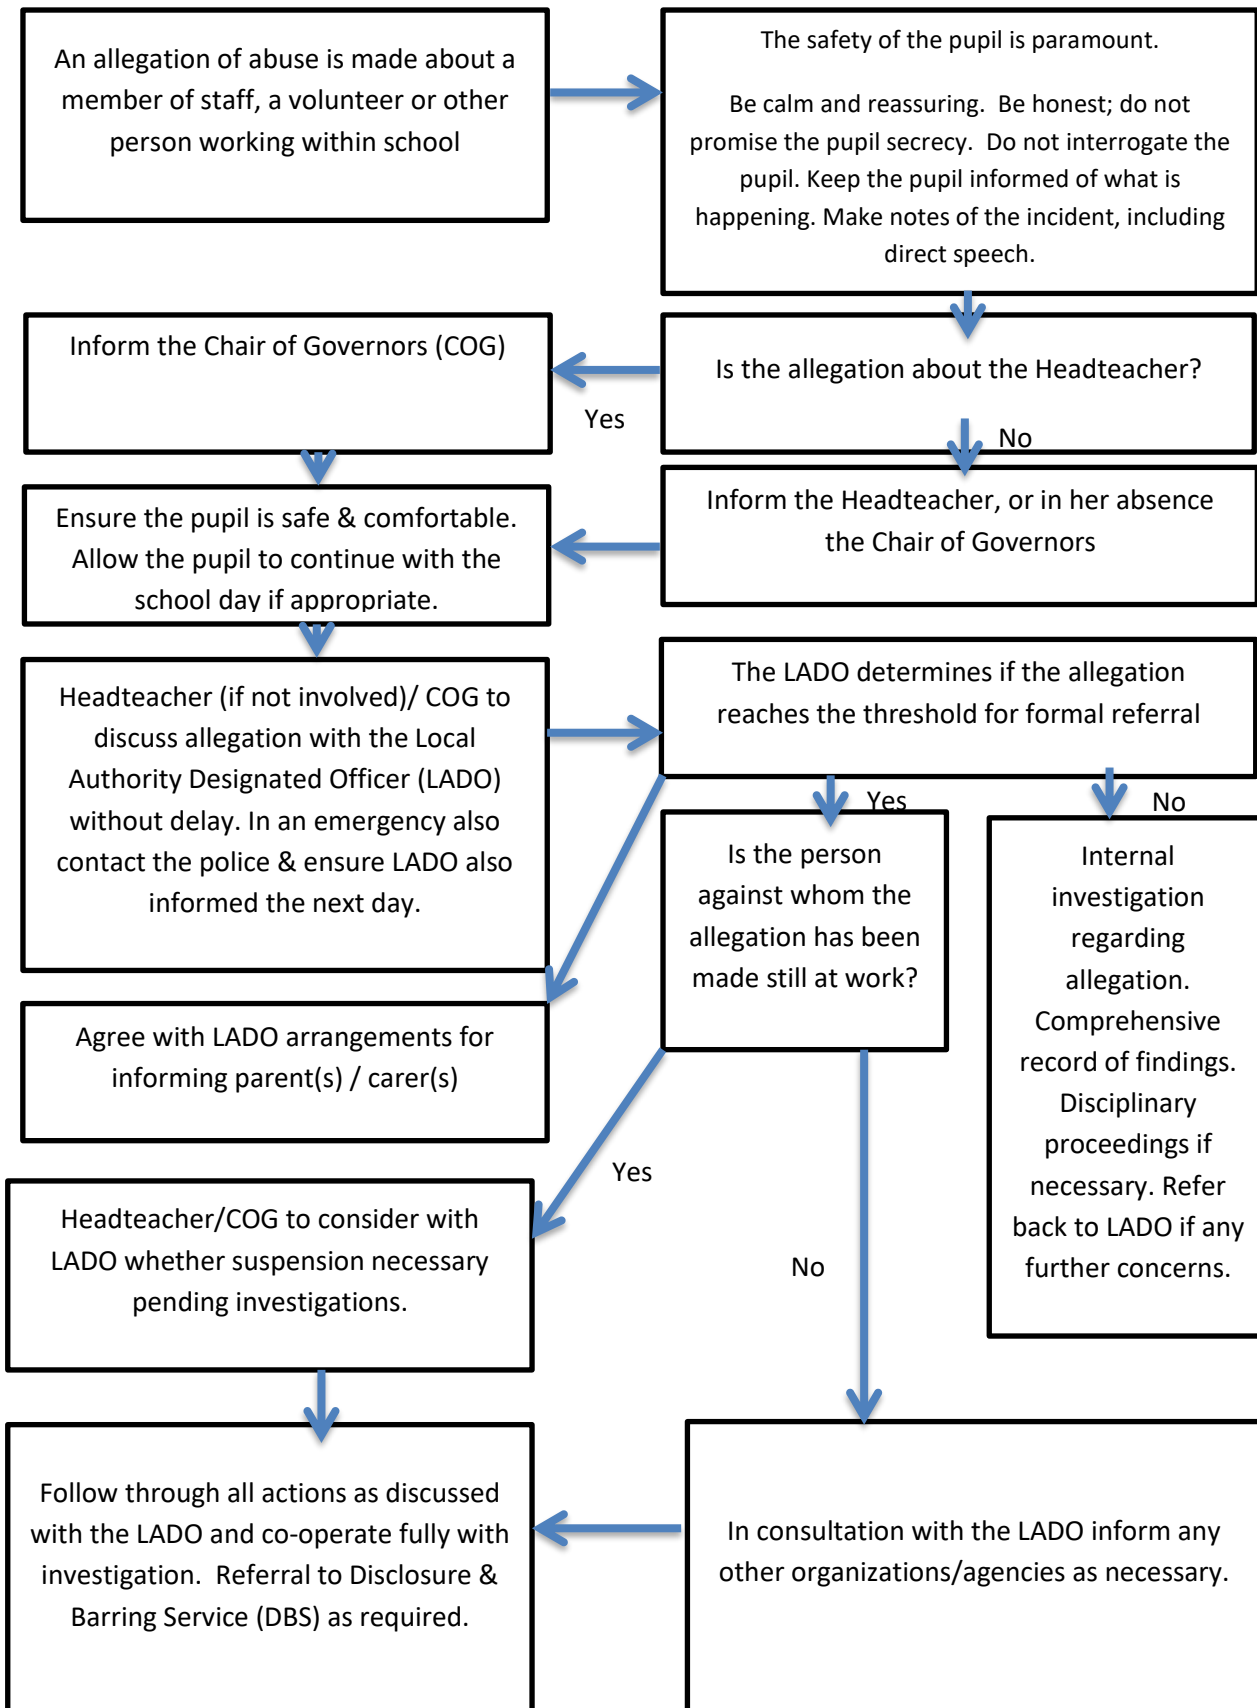 An allegation of abuse is made about a
member of staff, a volunteer or other
person working within school
The safety of the pupil is paramount.
Be calm and reassuring.  Be honest; do not
promise the pupil secrecy.  Do not interrogate the
pupil. Keep the pupil informed of what is
happening. Make notes of the incident, including
direct speech.
Is the allegation about the Headteacher?
Yes
Inform the Chair of Governors (COG)
No
Inform the Headteacher, or in her absence
the Chair of Governors
Ensure the pupil is safe & comfortable.
Allow the pupil to continue with the
school day if appropriate.
Headteacher (if not involved)/ COG to
discuss allegation with the Local
Authority Designated Officer (LADO)
without delay. In an emergency also
contact the police & ensure LADO also
informed the next day.
The LADO determines if the allegation
reaches the threshold for formal referral
Yes
No
Is the person
against whom the
allegation has been
made still at work?
Internal
investigation
regarding
allegation.
Comprehensive
record of findings.
Disciplinary
proceedings if
necessary. Refer
back to LADO if any
further concerns.
Agree with LADO arrangements for
informing parent(s) / carer(s)
Yes
No
Headteacher/COG to consider with
LADO whether suspension necessary
pending investigations.
Follow through all actions as discussed
with the LADO and co-operate fully with
investigation.  Referral to Disclosure &
Barring Service (DBS) as required.
In consultation with the LADO inform any
other organizations/agencies as necessary.